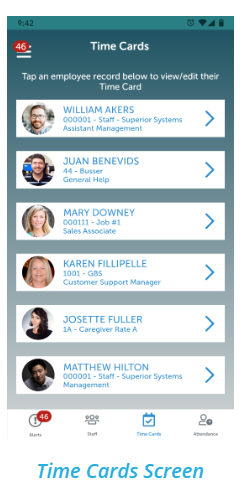 9:42
46
Time Cards
Tap an employee record below to view/edit their
Time Card
WILLIAM AKERS
000001 - Staff - Superior Systems
Assistant Management
JUAN BENEVIDS
44 - Busser
General Help
MARY DOWNEY
000111 - Job #1
Sales Associate
KAREN FILLIPELLE
1001 - GBS
Customer Support Manager
JOSETTE FULLER
1A - Caregiver Rate A
MATTHEW HILTON
000001 - Staff - Superior Systems
Management
46
Alerts
Staff
Time Cards
Attendance
Time Cards Screen